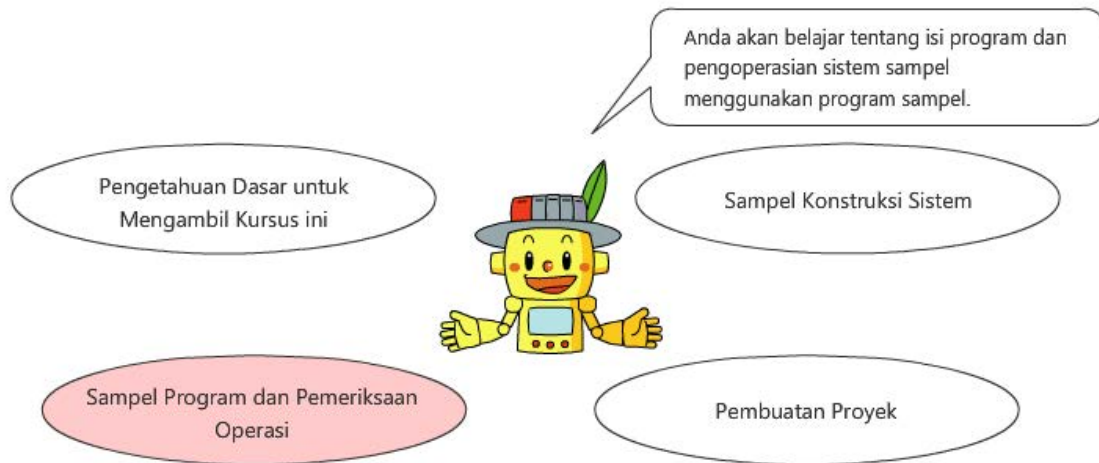 Anda akan belajar tentang isi program dan
pengoperasian sistem sampel
menggunakan program sampel.
Pengetahuan Dasar untuk
Mengambil Kursus ini
Sampel Konstruksi Sistem
Sampel Program dan Pemeriksaan
Operasi
Pembuatan Proyek